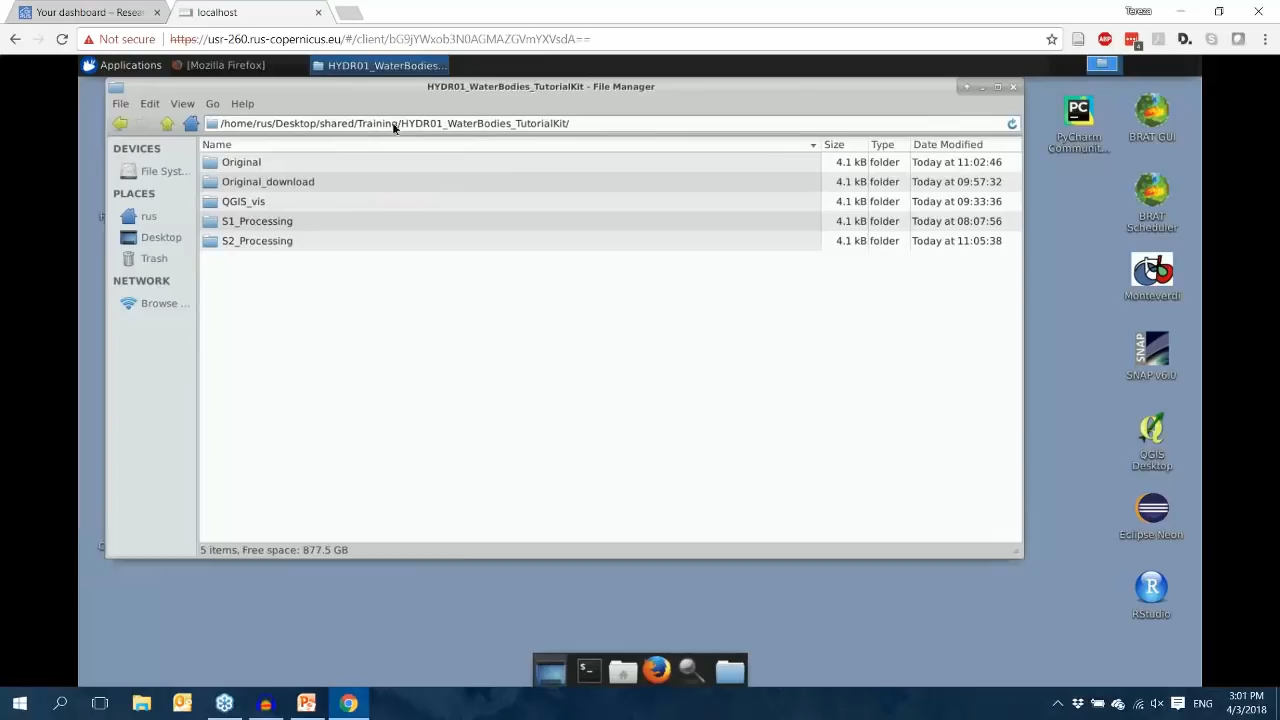 Your dashboard – Resea
localhost
Tereza
Not secure
https://usr-260.rus-copernicus.eu/#/client/bG9jYWxob3N0AGMAZGVmYXVsdA==
ABP
4
D.
Applications
[Mozilla Firefox]
HYDR01_WaterBodies...
HYDR01_WaterBodies_TutorialKit - File Manager
File Edit View Go Help
/home/rus/Desktop/shared/Training/HYDR01_WaterBodies_TutorialKit/
DEVICES
File Syst...
PLACES
rus
Desktop
Trash
NETWORK
Browse ...
Name Size Type Date Modified
Original 4.1 kB folder Today at 11:02:46
Original_download 4.1 kB folder Today at 09:57:32
QGIS_vis 4.1 kB folder Today at 09:33:36
S1_Processing 4.1 kB folder Today at 08:07:56
S2_Processing 4.1 kB folder Today at 11:05:38
5 items, Free space: 877.5 GB
PC
PyCharm
Communit...
BRAT GUI
BRAT
Scheduler
Monteverdi
SNAP
SNAP v6.0
QGIS
Desktop
Eclipse Neon
R
RStudio
ENG
3:01 PM
4/3/2018